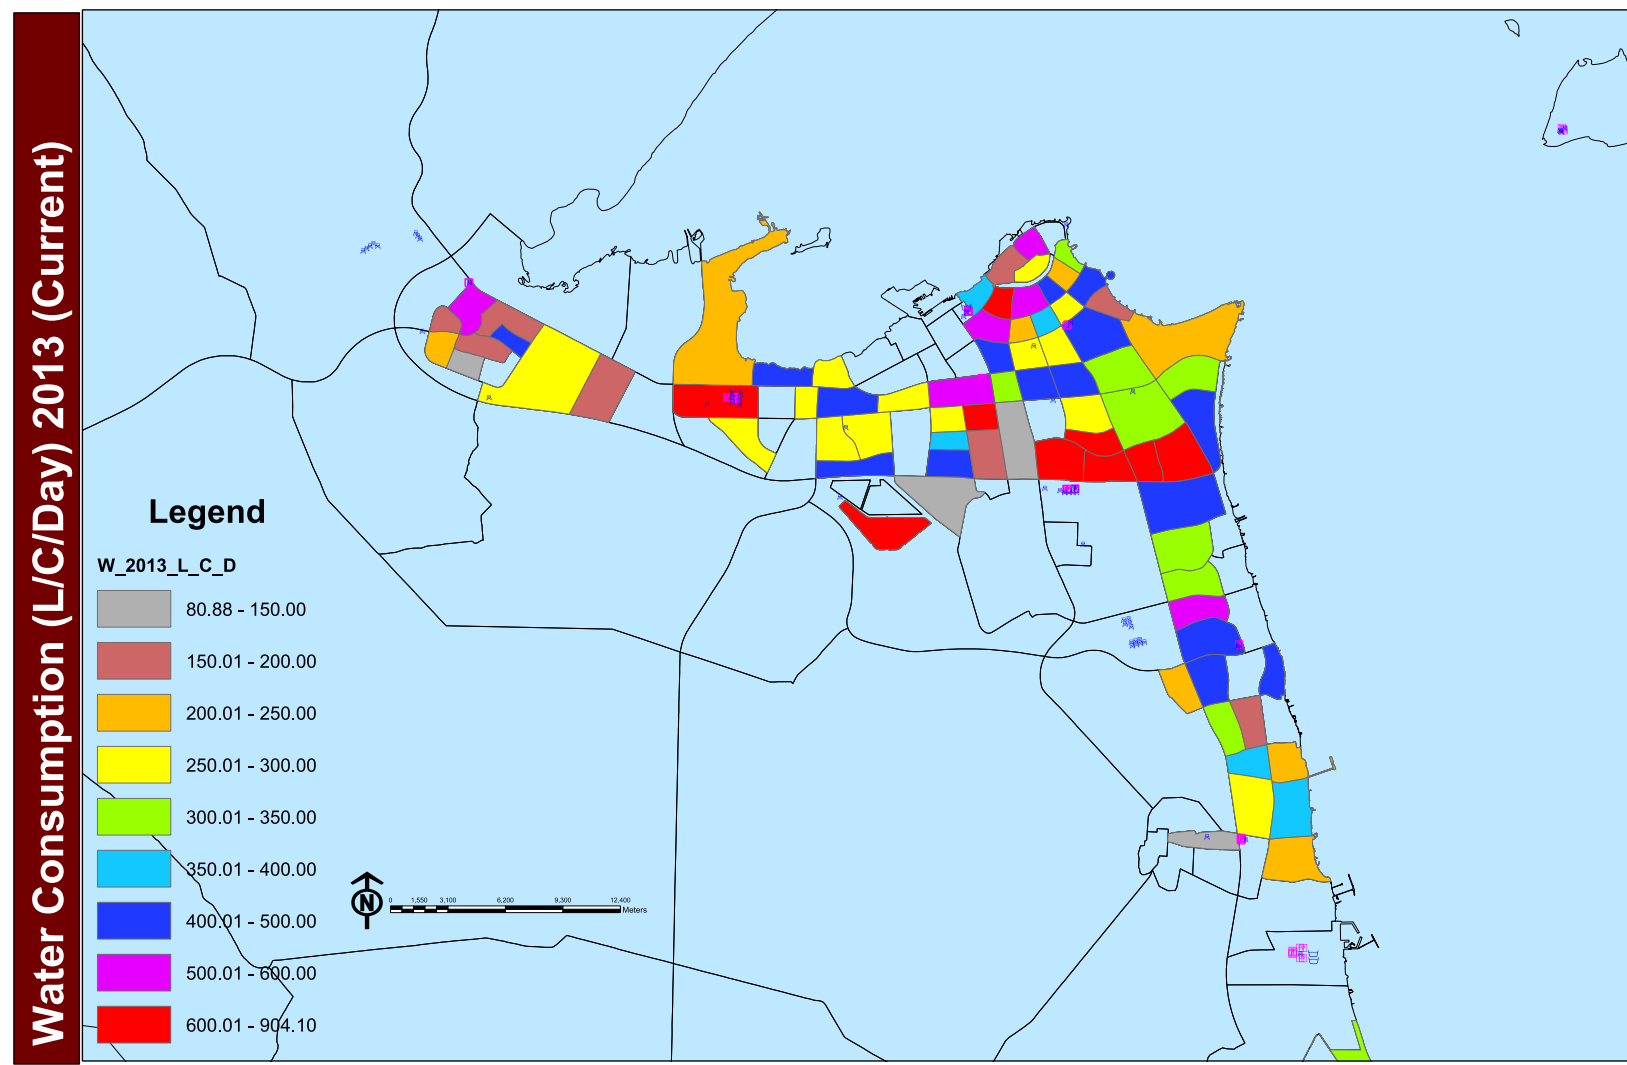 Water Consumption (L/C/Day) 2013 (Current)
Legend
W_2013_L_C_D
80.88 - 150.00
150.01 - 200.00
200.01 - 250.00
250.01 - 300.00
300.01 - 350.00
350.01 - 400.00
400.01 - 500.00
500.01 - 600.00
600.01 - 904.10
N
0 1,550 3,100 6,200 9,300 12,400
Meters